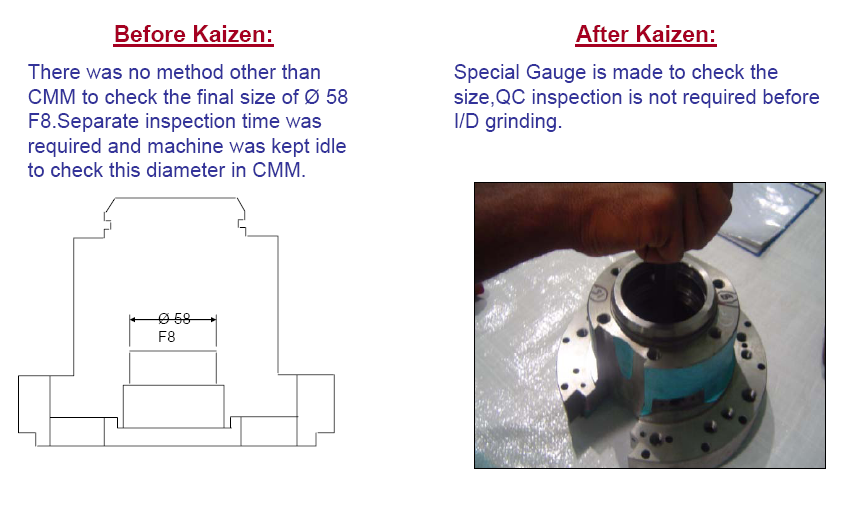 Before Kaizen:
There was no method other than
CMM to check the final size of Ø 58
F8.Separate inspection time was
required and machine was kept idle
to check this diameter in CMM.
Ø 58
F8
After Kaizen:
Special Gauge is made to check the
size,QC inspection is not required before
I/D grinding.